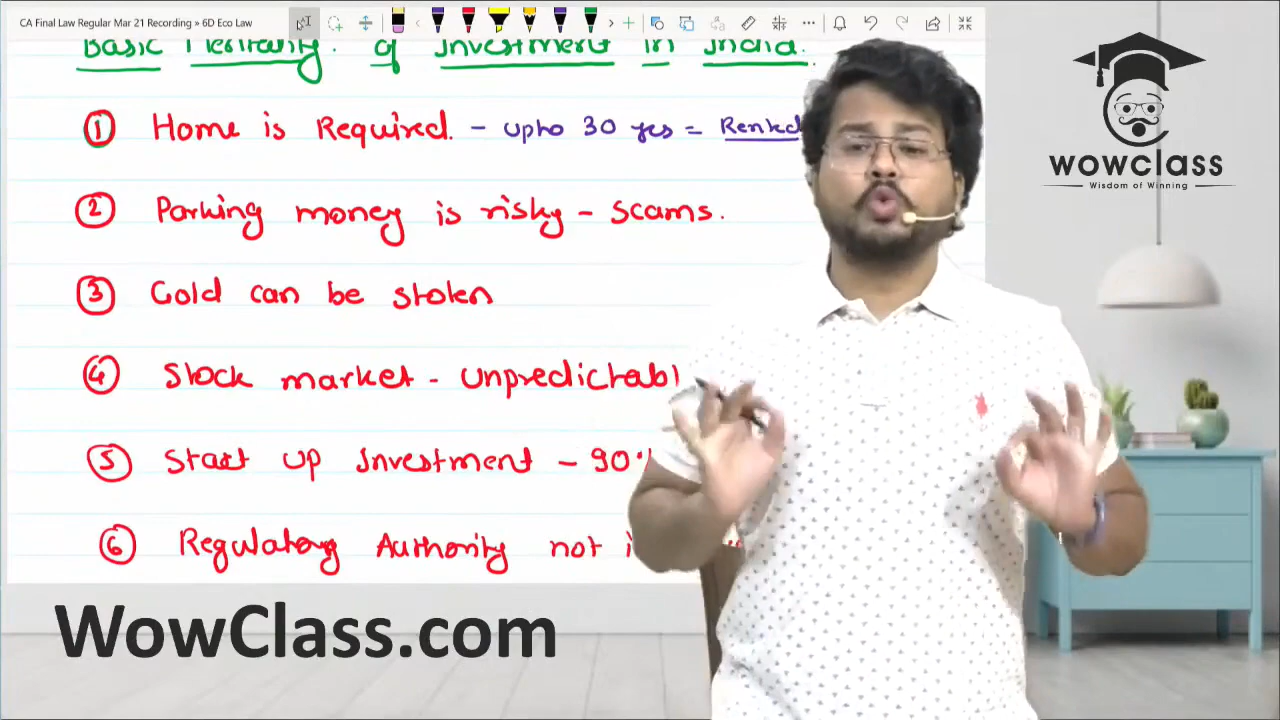 CA Final Law Regular Mar 21 Recording » 6D Eco Law
Basic Mentality of Investment in India.
① Home is Required. - upto 30 yrs = Rented
② Parking money is risky - scams.
③ Gold can be stolen
④ Stock market - unpredictabl
⑤ Start up Investment - 90%
⑥ Regulatory Authority not i
wowclass
Wisdom of Winning
WowClass.com